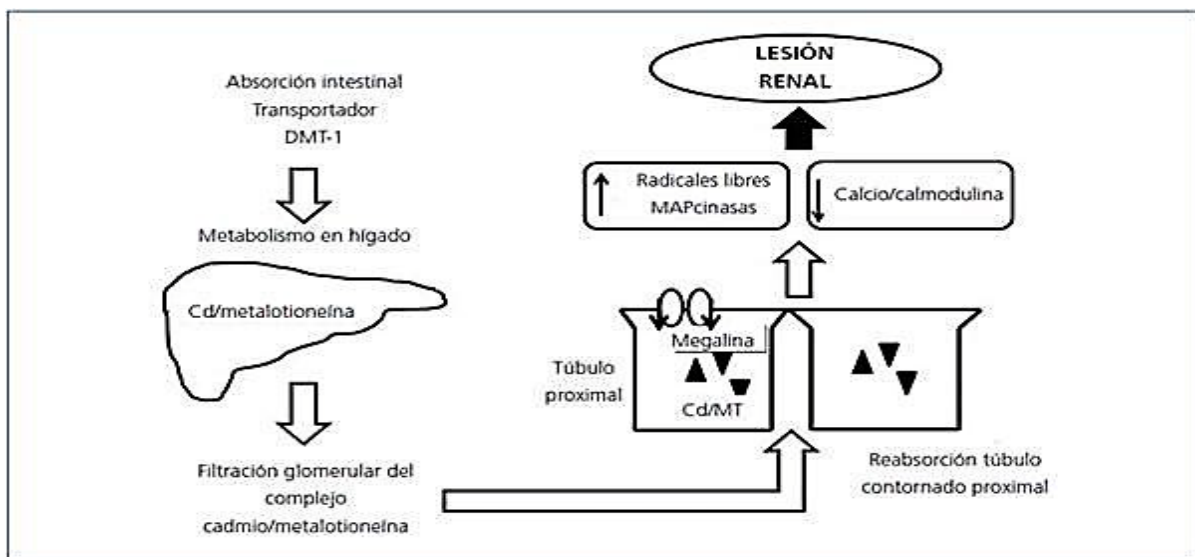 Absorción intestinal
Transportador
DMT-1
Metabolismo en hígado
Cd/metalotioneína
Filtración glomerular del
complejo
cadmio/metalotioneína
LESIÓN
RENAL
Radicales libres
MAPcinasas
Calcio/calmodulina
Megalina
Túbulo
proximal
Cd/MT
Reabsorción túbulo
contornado proximal